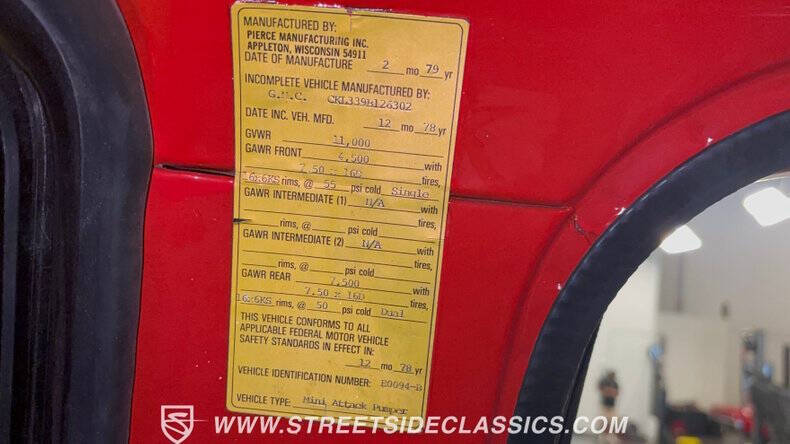 MANUFACTURED BY:
PIERCE MANUFACTURING INC.
APPLETON, WISCONSIN 54911
DATE OF MANUFACTURE 2 mo 79 yr
INCOMPLETE VEHICLE MANUFACTURED BY:
G.M.C. CKL339B126302
DATE INC. VEH. MFD. 12 mo 78 yr
GVWR 11,000
GAWR FRONT 4,500 with
7.50 x 16D tires,
16x6KS rims, @ 55 psi cold Single
GAWR INTERMEDIATE (1) N/A with
tires,
rims, @ psi cold
GAWR INTERMEDIATE (2) N/A with
tires,
rims, @ psi cold
GAWR REAR 7,500 with
7.50 x 16D tires,
16x6KS rims, @ 50 psi cold Dual
THIS VEHICLE CONFORMS TO ALL
APPLICABLE FEDERAL MOTOR VEHICLE
SAFETY STANDARDS IN EFFECT IN:
12 mo 78 yr
VEHICLE IDENTIFICATION NUMBER: E0094-B
VEHICLE TYPE: Mini Attack Pumper
WWW.STREETSIDECLASSICS.COM